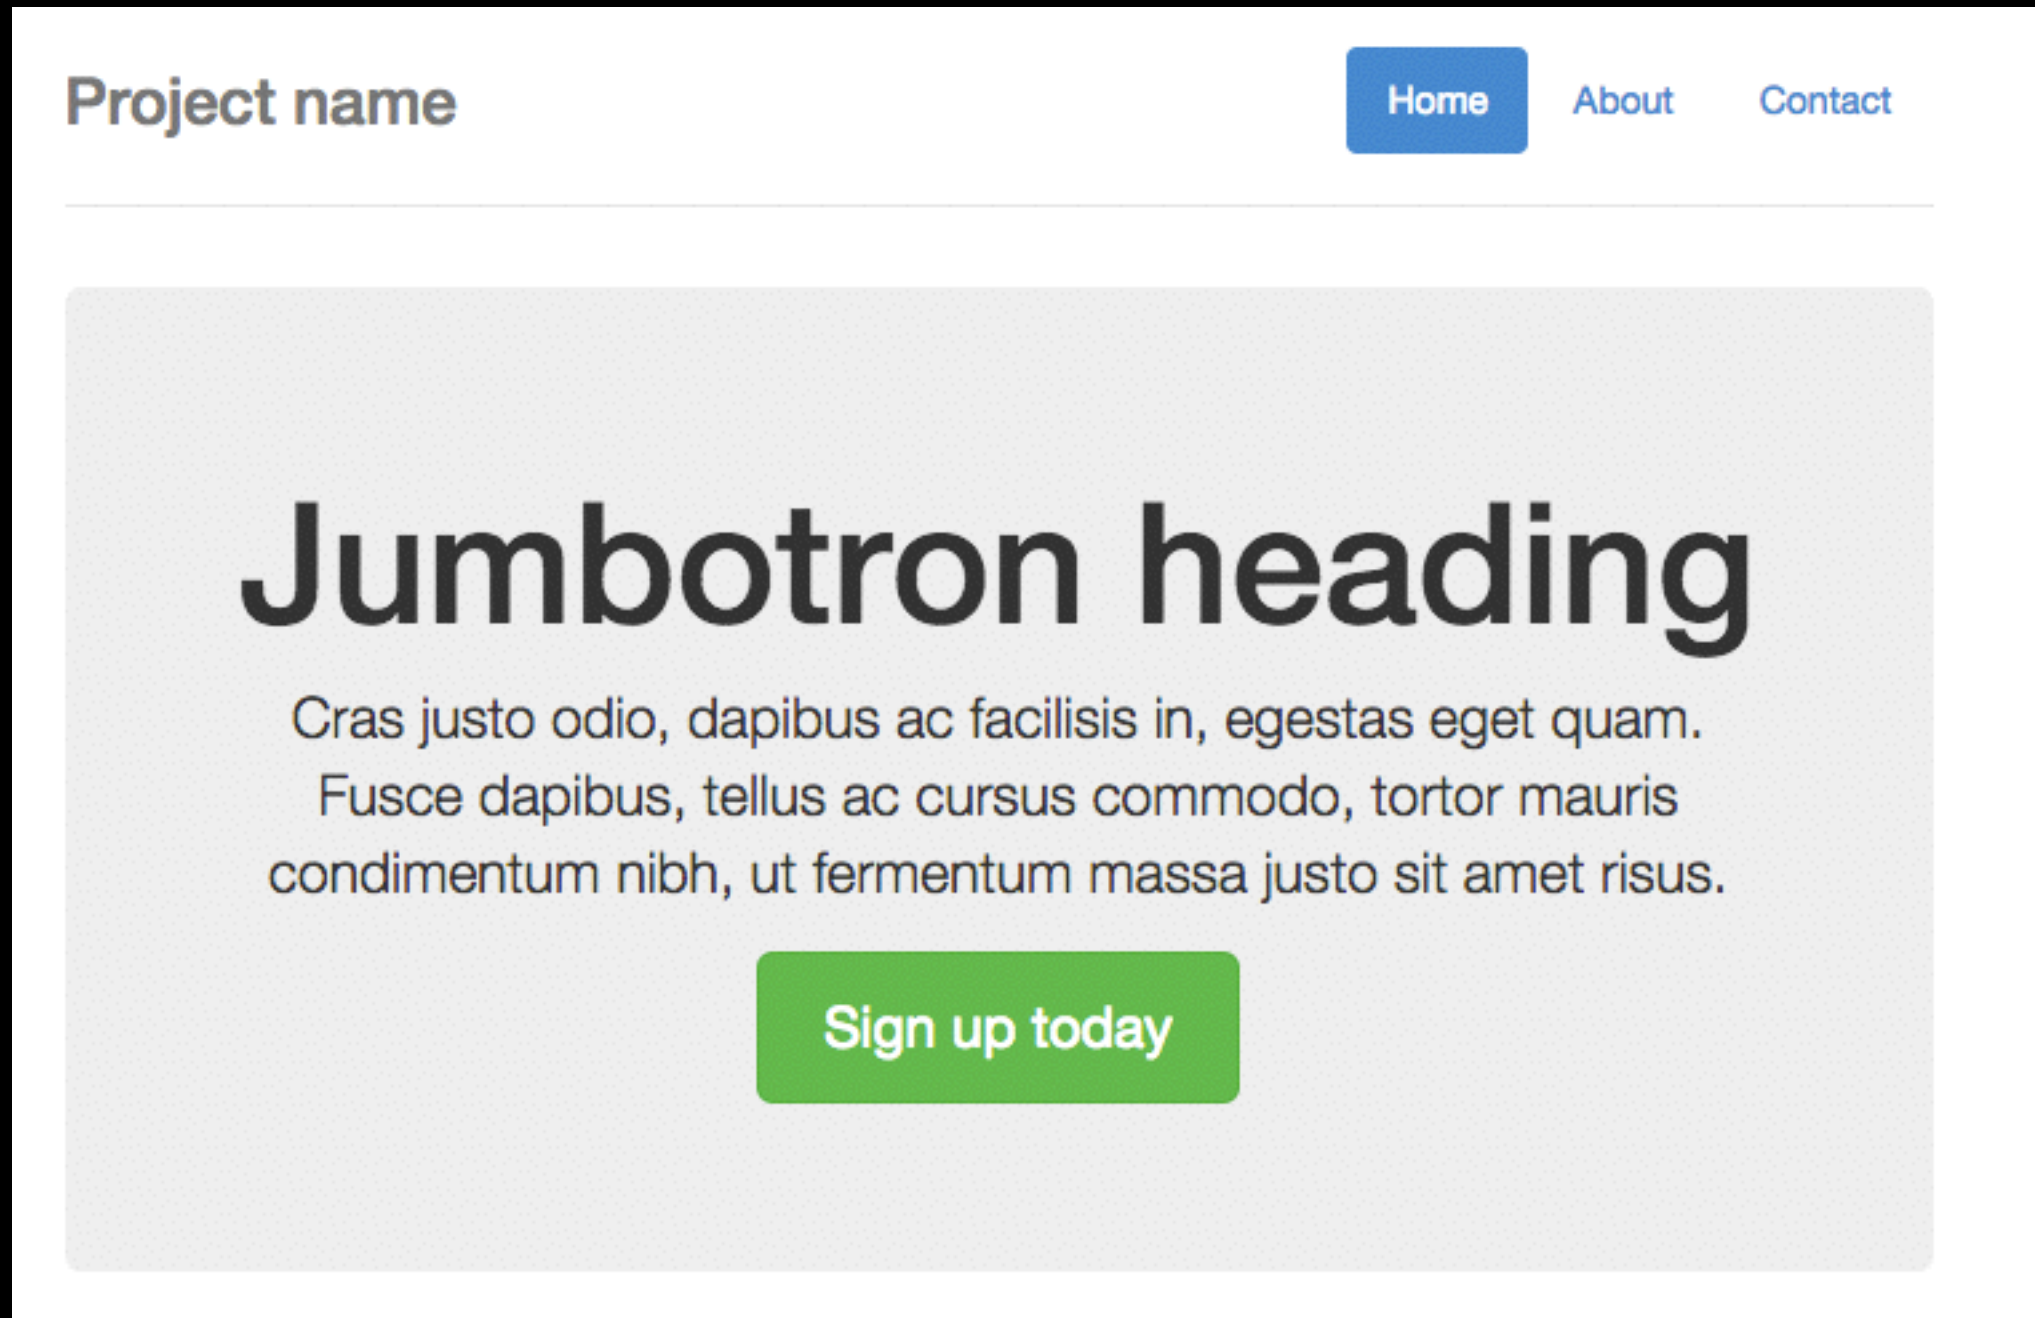 Project name
Home About Contact
Jumbotron heading
Cras justo odio, dapibus ac facilisis in, egestas eget quam.
Fusce dapibus, tellus ac cursus commodo, tortor mauris
condimentum nibh, ut fermentum massa justo sit amet risus.
Sign up today